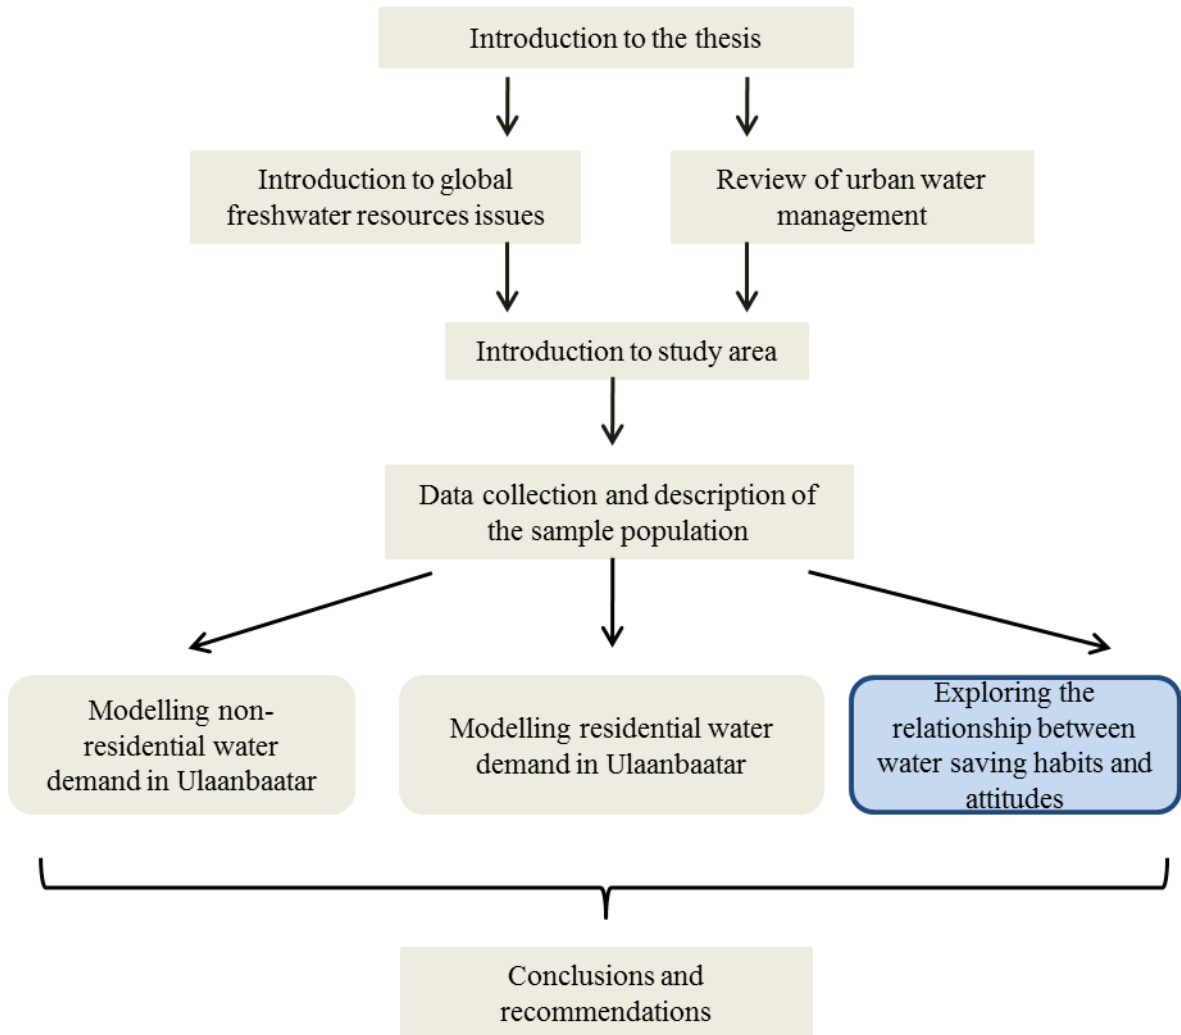 Introduction to the thesis
Introduction to global
freshwater resources issues
Review of urban water
management
Introduction to study area
Data collection and description of
the sample population
Modelling non-
residential water
demand in Ulaanbaatar
Modelling residential water
demand in Ulaanbaatar
Exploring the
relationship between
water saving habits and
attitudes
Conclusions and
recommendations